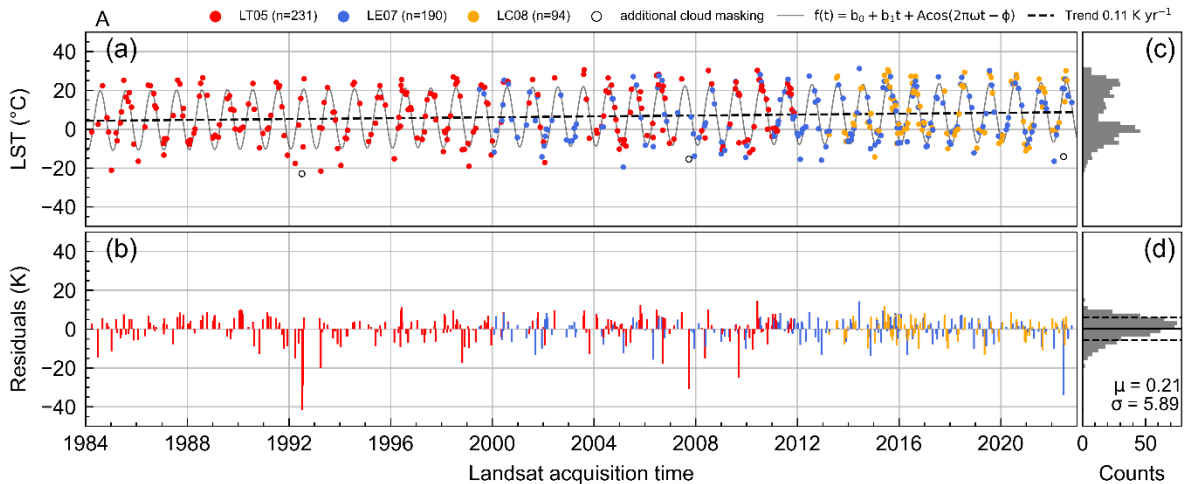 A
LT05 (n=231)
LE07 (n=190)
LC08 (n=94)
additional cloud masking
f(t) = b₀ + b₁t + Acos(2πωt − ϕ)
Trend 0.11 K yr⁻¹
(a)
LST (°C)
40
20
0
−20
−40
(c)
(b)
Residuals (K)
40
20
0
−20
−40
(d)
μ = 0.21
σ = 5.89
1984 1988 1992 1996 2000 2004 2008 2012 2016 2020
0 50
Landsat acquisition time
Counts